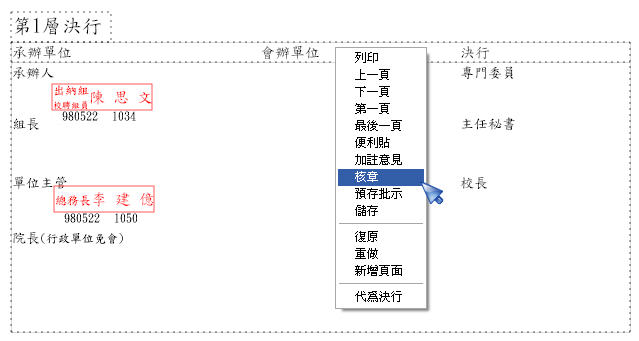 第1層決行
承辦單位 會辦單位 決行
承辦人 專門委員
出納組
校聘組員 陳思文
980522 1034
組長 主任秘書
單位主管 校長
總務長 李建億
980522 1050
院長(行政單位免會)
列印
上一頁
下一頁
第一頁
最後一頁
便利貼
加註意見
核章
預存批示
儲存
復原
重做
新增頁面
代爲決行